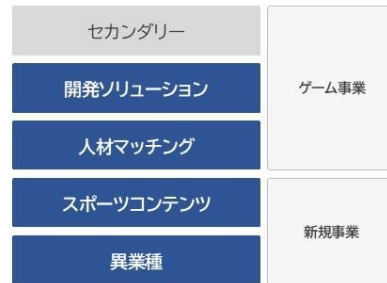 セカンダリー
開発ソリューション
人材マッチング
ゲーム事業
スポーツコンテンツ
異業種
新規事業